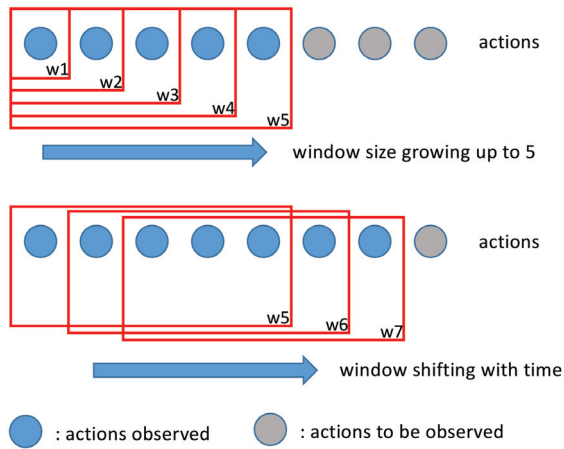 actions
w1
w2
w3
w4
w5
window size growing up to 5
actions
w5
w6
w7
window shifting with time
: actions observed
: actions to be observed